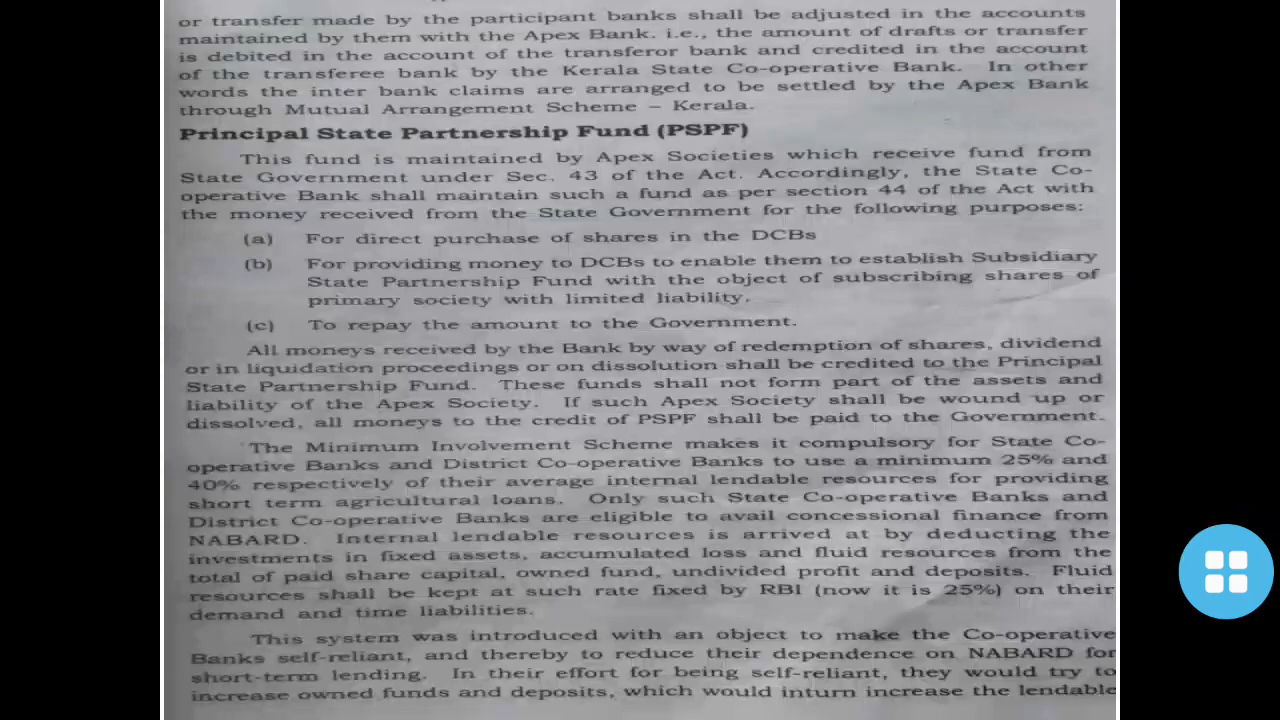 or transfer made by the participant banks shall be adjusted in the accounts
maintained by them with the Apex Bank. i.e., the amount of drafts or transfer
is debited in the account of the transferor bank and credited in the account
of the transferee bank by the Kerala State Co-operative Bank. In other
words the inter bank claims are arranged to be settled by the Apex Bank
through Mutual Arrangement Scheme – Kerala.
Principal State Partnership Fund (PSPF)
This fund is maintained by Apex Societies which receive fund from
State Government under Sec. 43 of the Act. Accordingly, the State Co-
operative Bank shall maintain such a fund as per section 44 of the Act with
the money received from the State Government for the following purposes:
(a) For direct purchase of shares in the DCBs
(b) For providing money to DCBs to enable them to establish Subsidiary
State Partnership Fund with the object of subscribing shares of
primary society with limited liability.
(c) To repay the amount to the Government.
All moneys received by the Bank by way of redemption of shares, dividend
or in liquidation proceedings or on dissolution shall be credited to the Principal
State Partnership Fund. These funds shall not form part of the assets and
liability of the Apex Society. If such Apex Society shall be wound up or
dissolved, all moneys to the credit of PSPF shall be paid to the Government.
The Minimum Involvement Scheme makes it compulsory for State Co-
operative Banks and District Co-operative Banks to use a minimum 25% and
40% respectively of their average internal lendable resources for providing
short term agricultural loans. Only such State Co-operative Banks and
District Co-operative Banks are eligible to avail concessional finance from
NABARD. Internal lendable resources is arrived at by deducting the
investments in fixed assets, accumulated loss and fluid resources from the
total of paid share capital, owned fund, undivided profit and deposits. Fluid
resources shall be kept at such rate fixed by RBI (now it is 25%) on their
demand and time liabilities.
This system was introduced with an object to make the Co-operative
Banks self-reliant, and thereby to reduce their dependence on NABARD for
short-term lending. In their effort for being self-reliant, they would try to
increase owned funds and deposits, which would inturn increase the lendable